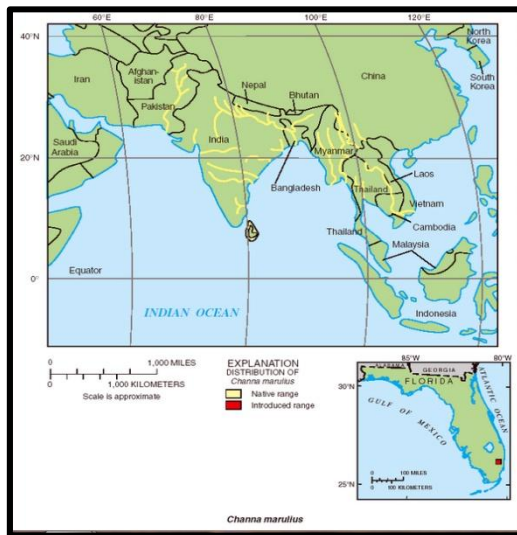 60°E
80°E
100°E
120°E
40°N
North
Korea
South
Korea
Iran
Afghan-
istan
China
Nepal
Bhutan
Pakistan
India
Saudi
Arabia
20°N
Myanmar
Laos
Bangladesh
Thailand
Vietnam
Thailand
Cambodia
Malaysia
0°
Equator
INDIAN OCEAN
Indonesia
0
1,000 MILES
0
1,000 KILOMETERS
Scale is approximate
EXPLANATION
DISTRIBUTION OF
Channa marulius
Native range
Introduced range
85°W
80°W
ALABAMA
GEORGIA
30°N
FLORIDA
ATLANTIC OCEAN
GULF OF MEXICO
25°N
0
100 MILES
0
100 KILOMETERS
Channa marulius